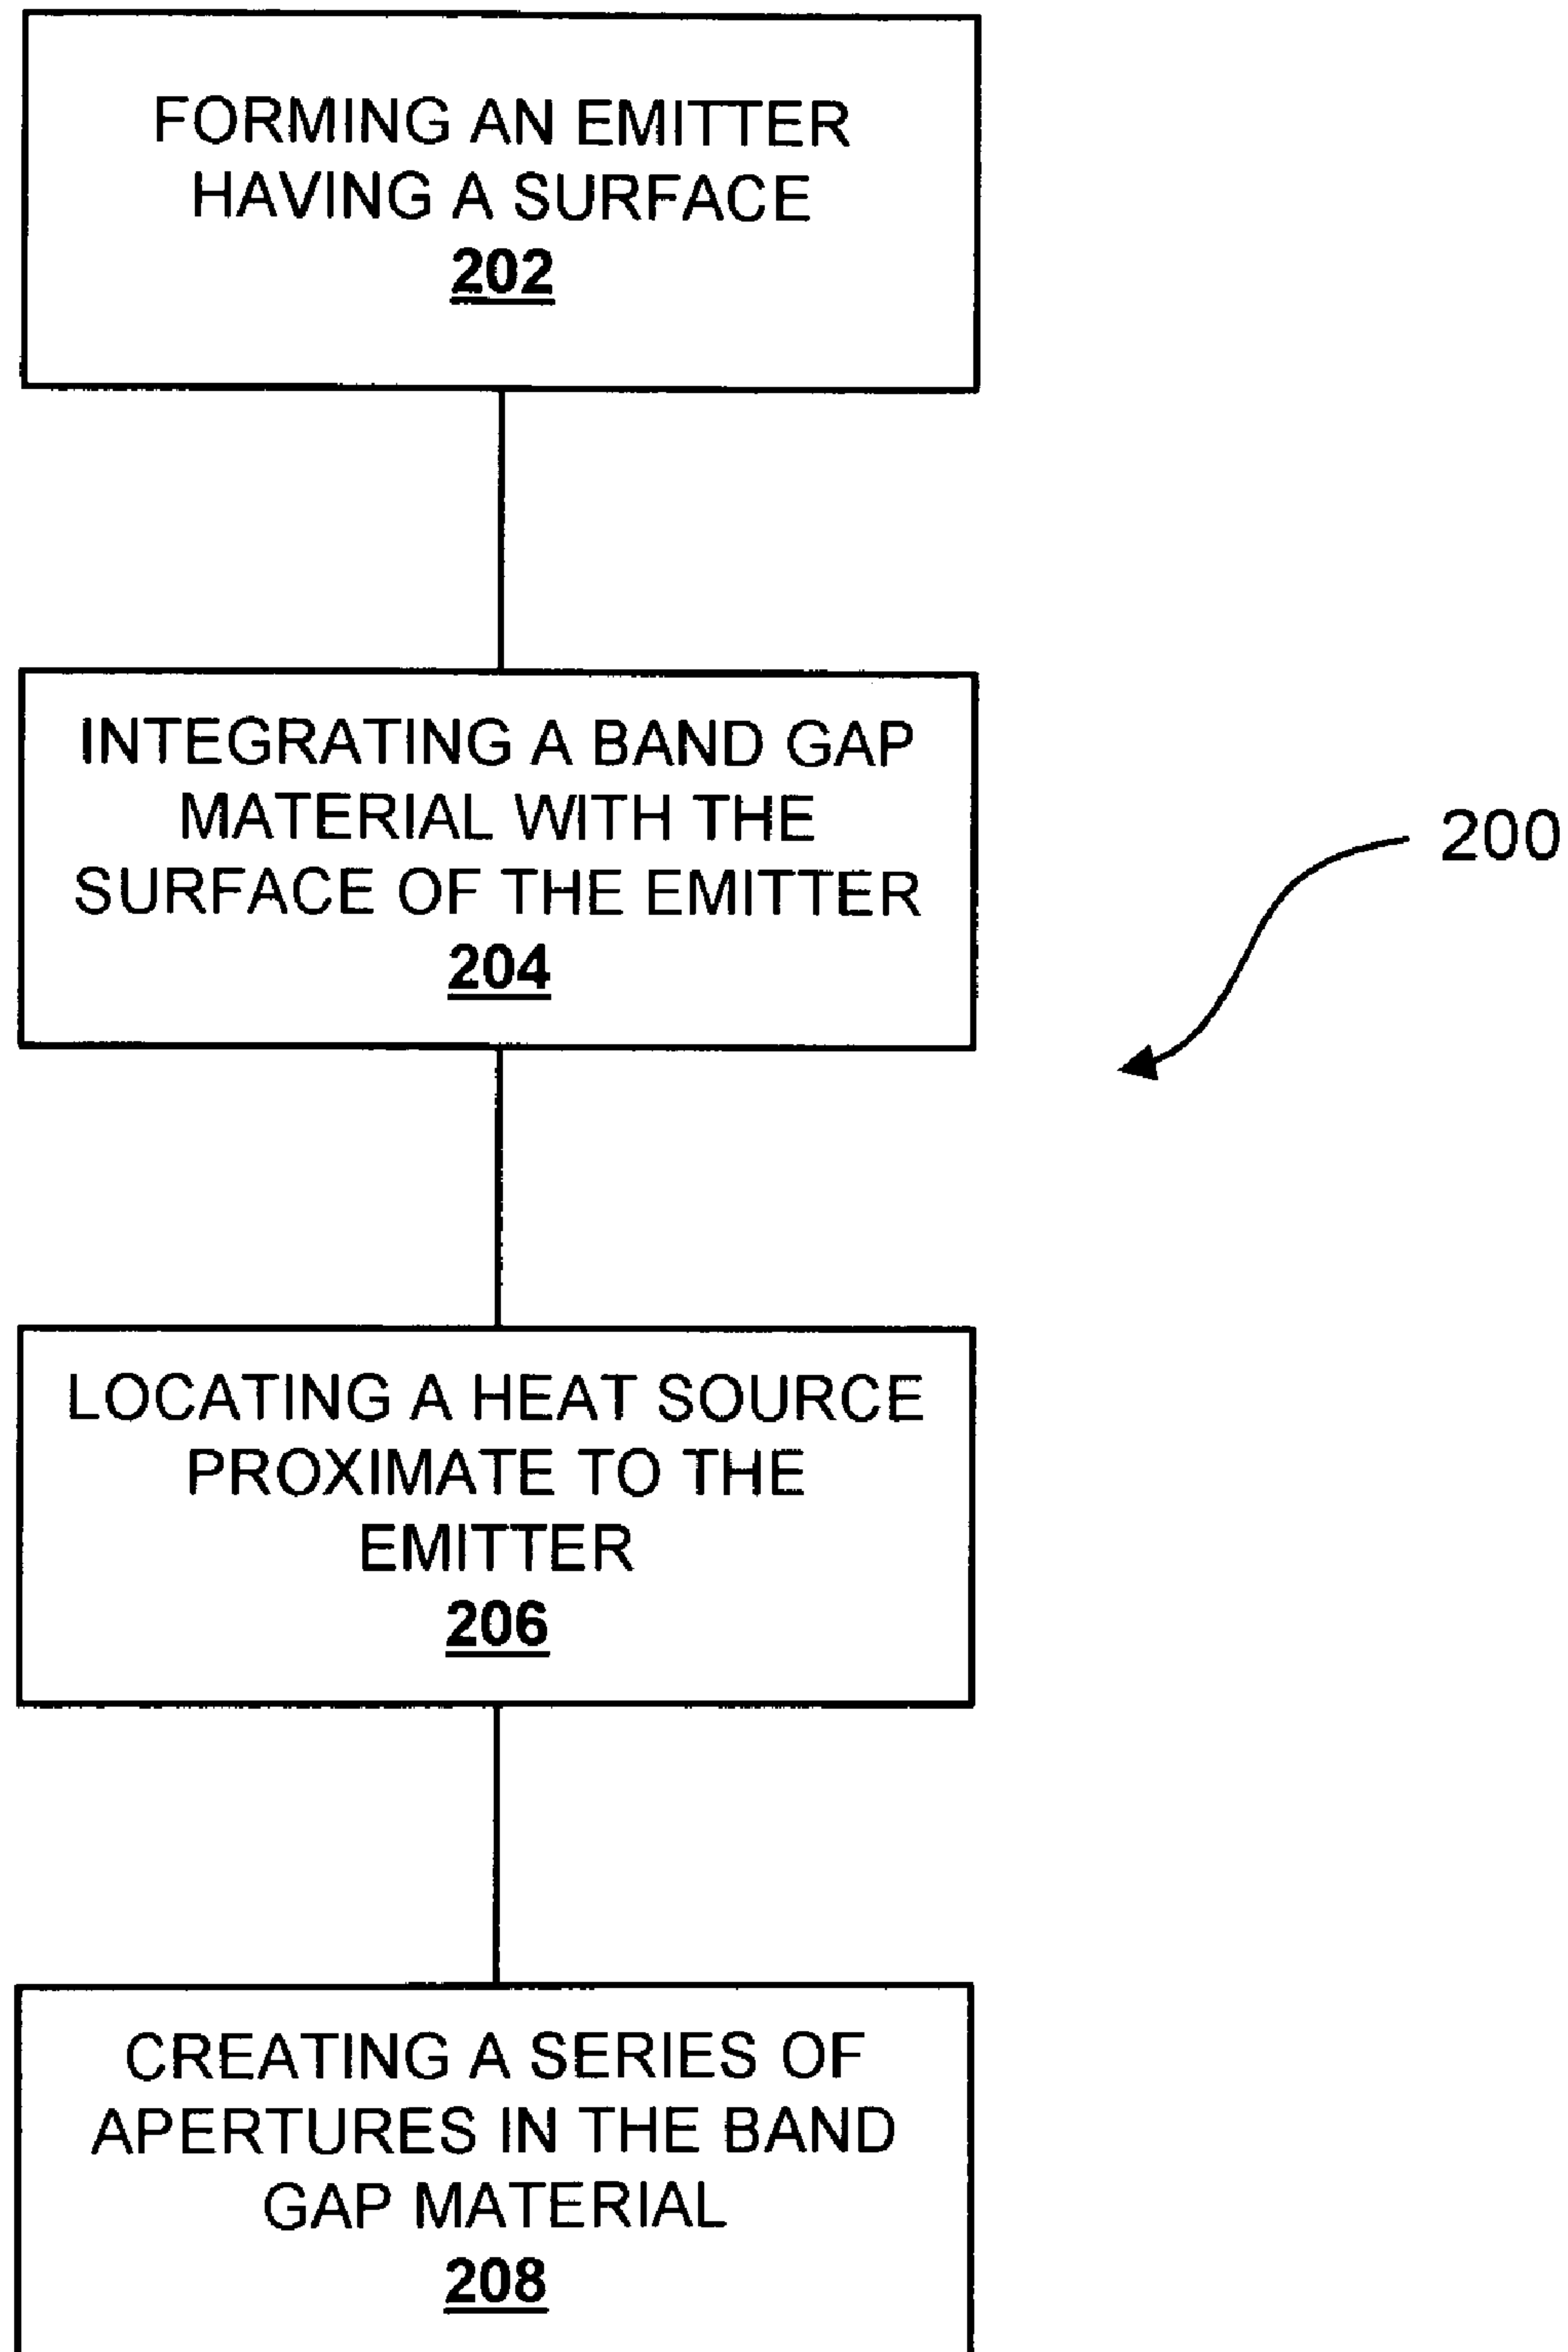 FORMING AN EMITTER
HAVING A SURFACE
202
INTEGRATING A BAND GAP
MATERIAL WITH THE
SURFACE OF THE EMITTER
204
200
LOCATING A HEAT SOURCE
PROXIMATE TO THE
EMITTER
206
CREATING A SERIES OF
APERTURES IN THE BAND
GAP MATERIAL
208